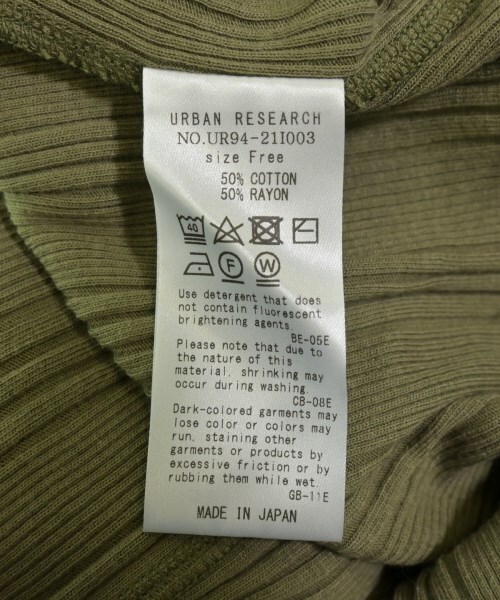 URBAN RESEARCH
NO.UR94-21I003
size Free
50% COTTON
50% RAYON
40
F
W
Use detergent that does
not contain fluorescent
brightening agents.
BE-05E
Please note that due to
the nature of this
material, shrinking may
occur during washing.
CB-08E
Dark-colored garments may
lose color or colors may
run, staining other
garments or products by
excessive friction or by
rubbing them while wet.
GB-11E
MADE IN JAPAN